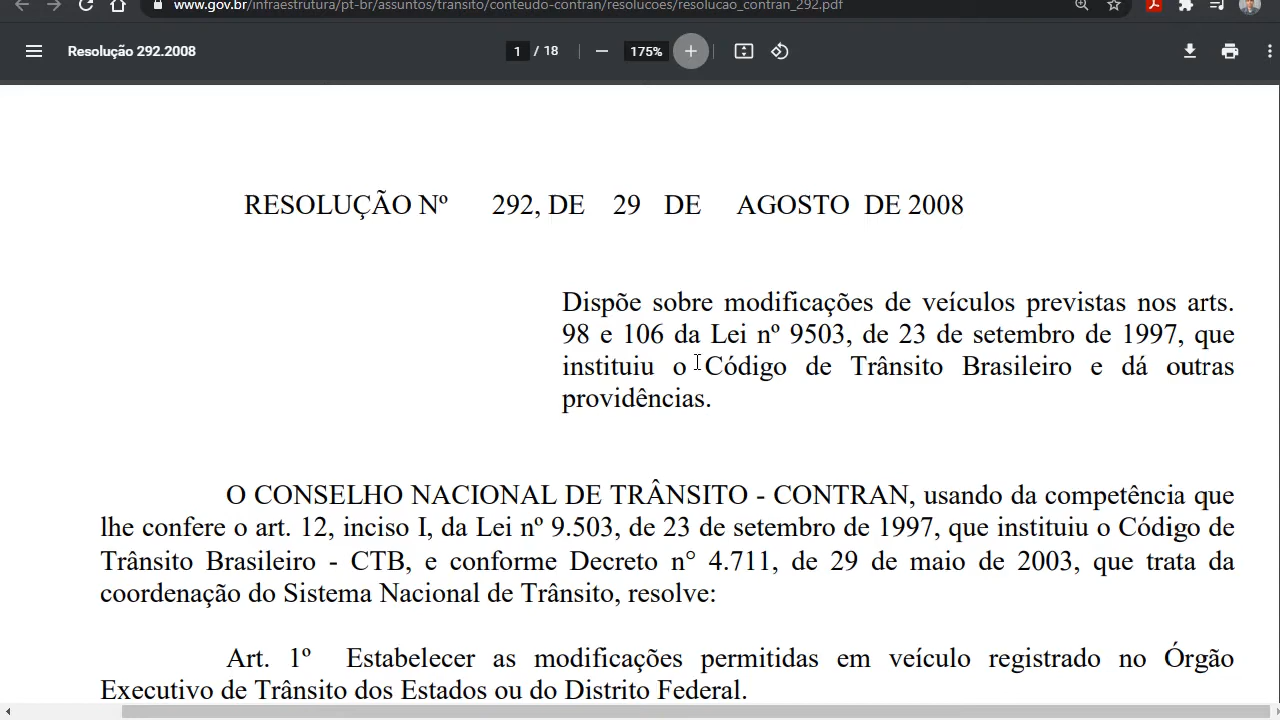 www.gov.br/infraestrutura/pt-br/assuntos/transito/conteudo-contran/resolucoes/resolucao_contran_292.pdf
Resolução 292.2008
1 / 18
175%
RESOLUÇÃO Nº 292, DE 29 DE AGOSTO DE 2008
Dispõe sobre modificações de veículos previstas nos arts.
98 e 106 da Lei nº 9503, de 23 de setembro de 1997, que
instituiu o Código de Trânsito Brasileiro e dá outras
providências.
O CONSELHO NACIONAL DE TRÂNSITO - CONTRAN, usando da competência que
lhe confere o art. 12, inciso I, da Lei nº 9.503, de 23 de setembro de 1997, que instituiu o Código de
Trânsito Brasileiro - CTB, e conforme Decreto n° 4.711, de 29 de maio de 2003, que trata da
coordenação do Sistema Nacional de Trânsito, resolve:
Art. 1º Estabelecer as modificações permitidas em veículo registrado no Órgão
Executivo de Trânsito dos Estados ou do Distrito Federal.